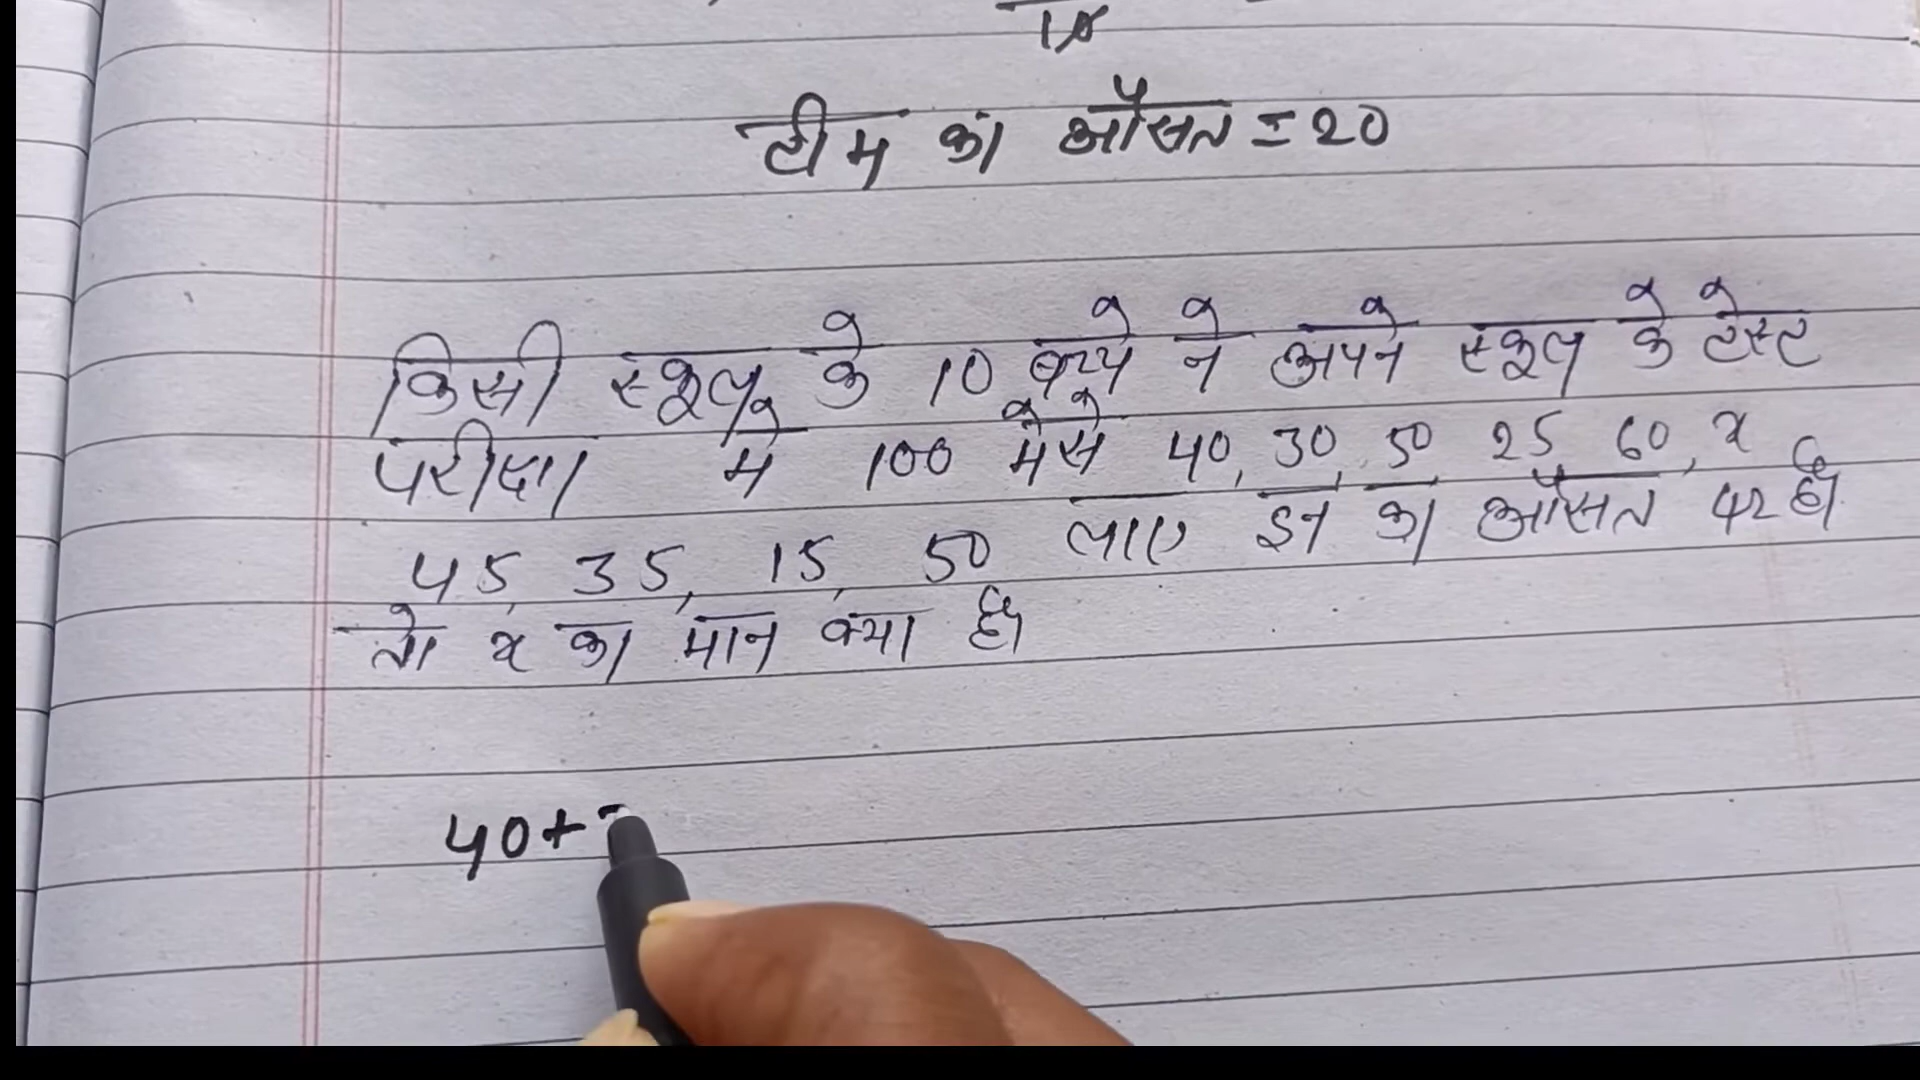 10
टीम का औसत = 20
किसी स्कूल के 10 बच्चे ने अपने स्कूल के टेस्ट
परीक्षा में 100 मेसे 40, 30, 50 25 60, x
45, 35, 15, 50 लाए इन का औसत 42 है।
तो x का मान क्या है।
40+